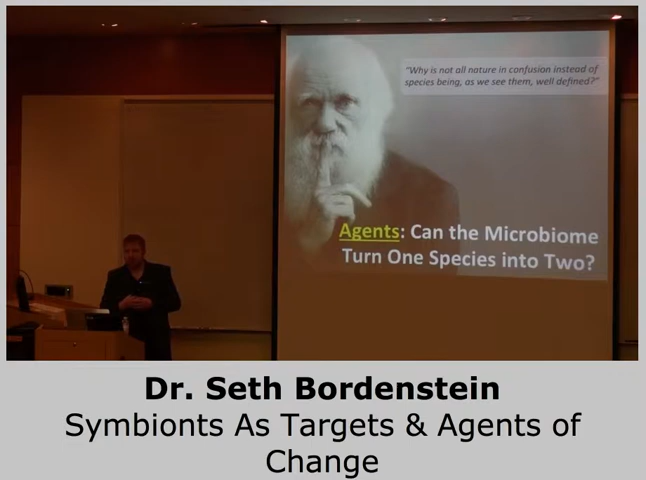 "Why is not all nature in confusion instead of
species being, as we see them, well defined?"
Agents: Can the Microbiome
Turn One Species into Two?
Dr. Seth Bordenstein
Symbionts As Targets & Agents of
Change